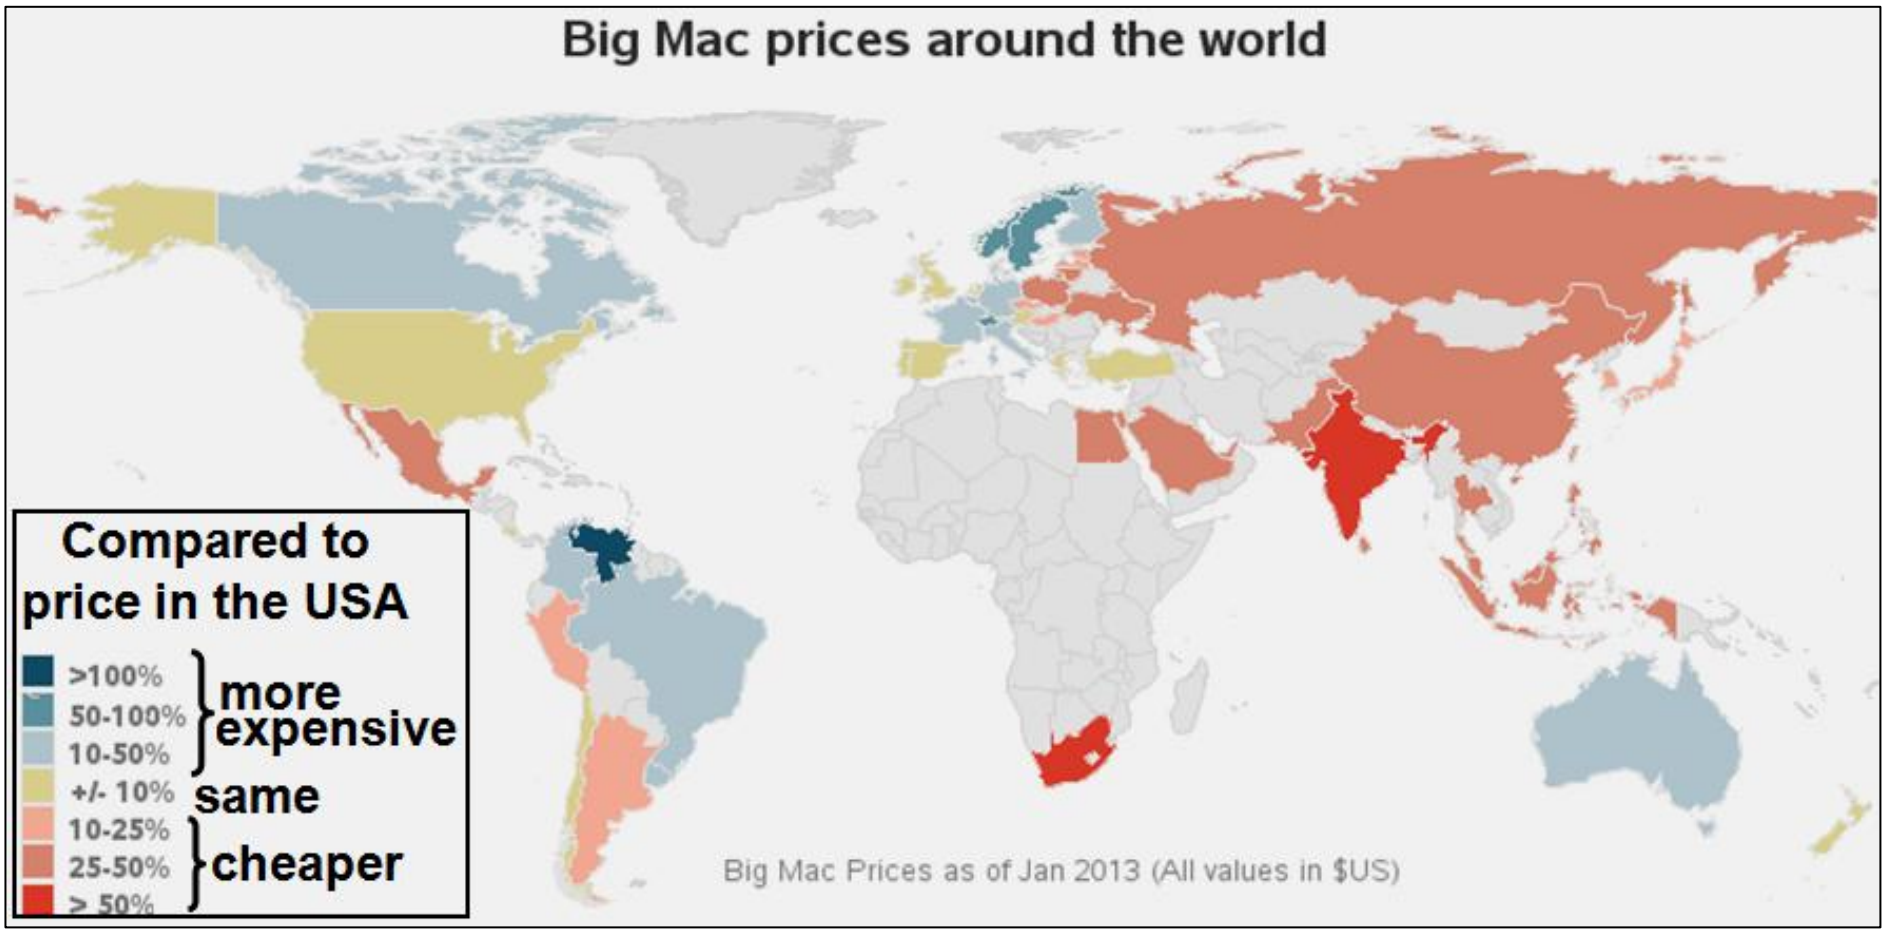 Big Mac prices around the world
Compared to
price in the USA
>100%
50-100%
10-50%
more
expensive
+/- 10%
same
10-25%
25-50%
> 50%
cheaper
Big Mac Prices as of Jan 2013 (All values in $US)